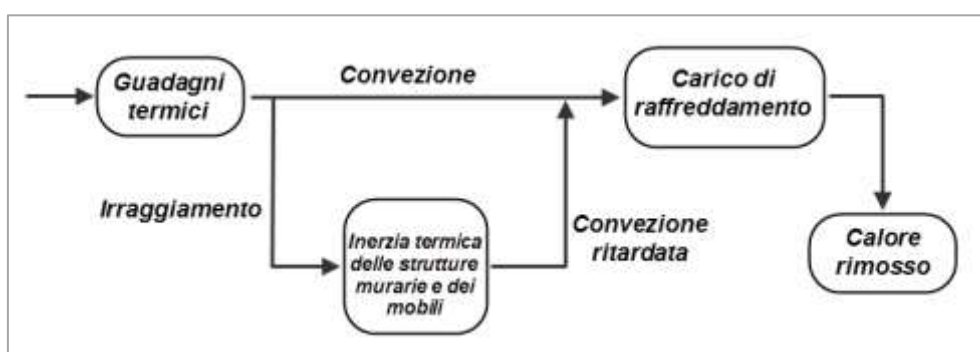 Guadagni
termici
Convezione
Carico di
raffreddamento
Irraggiamento
Inerzia termica
delle strutture
murarie e dei
mobili
Convezione
ritardata
Calore
rimosso